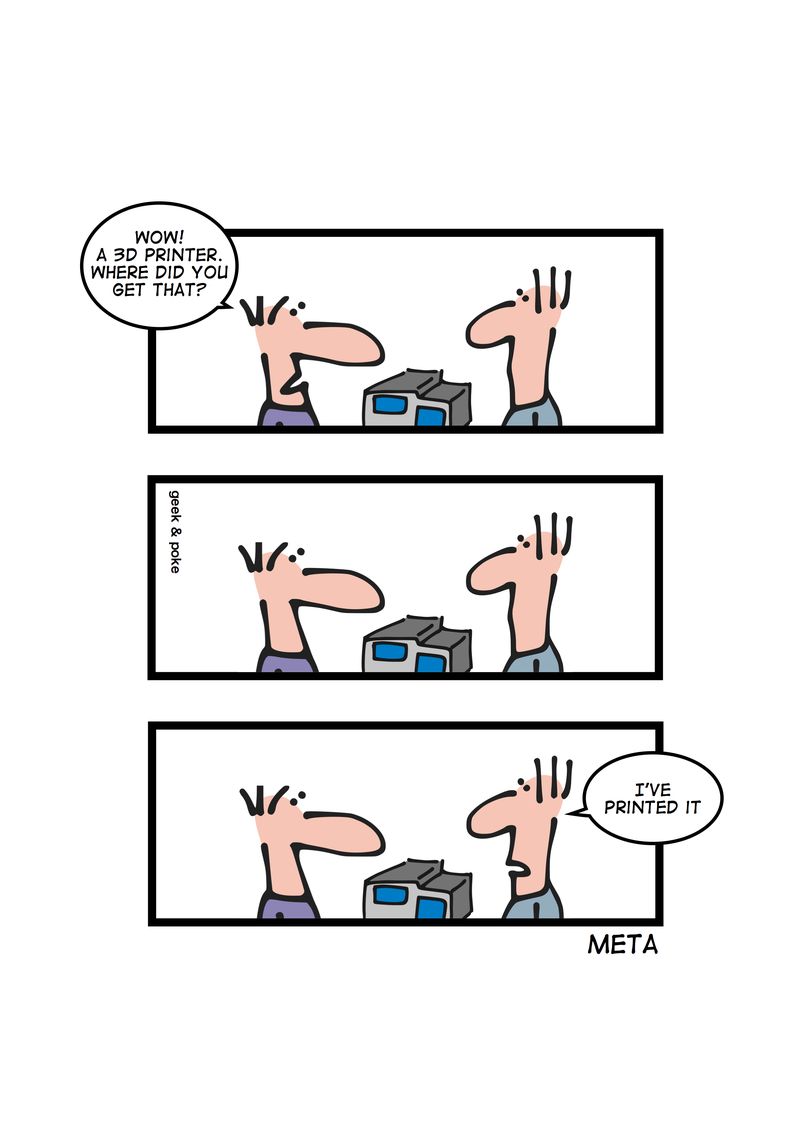 WOW!
A 3D PRINTER.
WHERE DID YOU
GET THAT?
geek & poke
I'VE
PRINTED IT
META